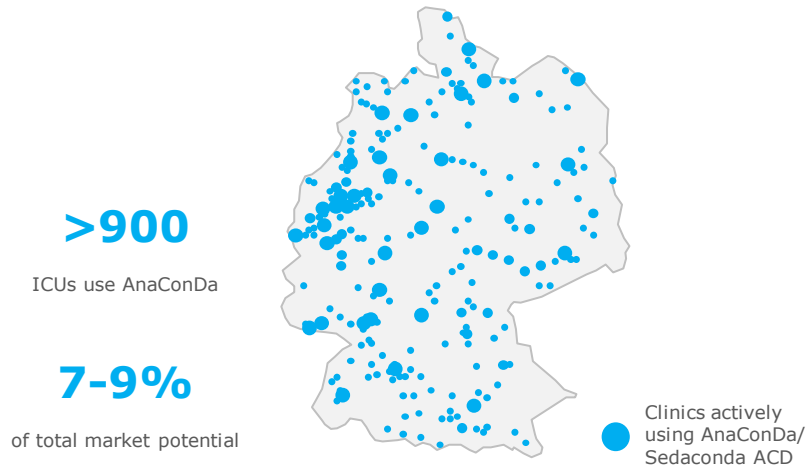 >900
ICUs use AnaConDa
7-9%
of total market potential
Clinics actively
using AnaConDa/
Sedaconda ACD